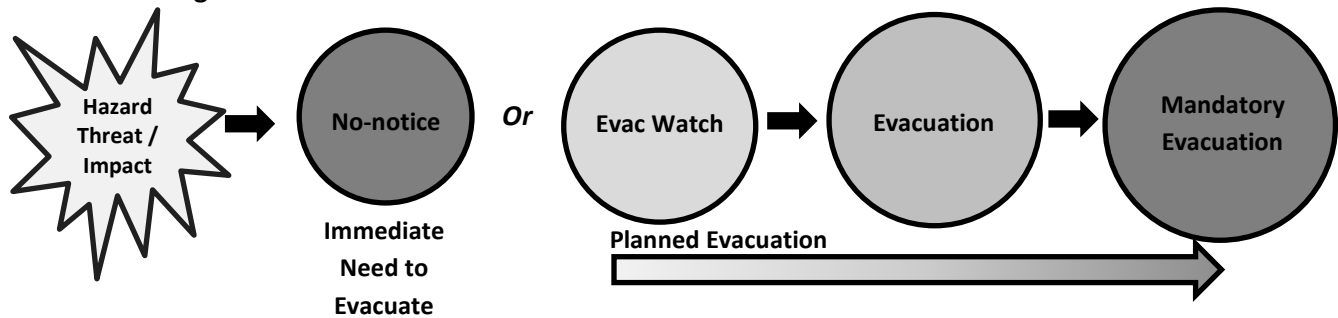 Hazard
Threat /
Impact
No-notice
Immediate
Need to
Evacuate
Or
Evac Watch
Evacuation
Mandatory
Evacuation
Planned Evacuation